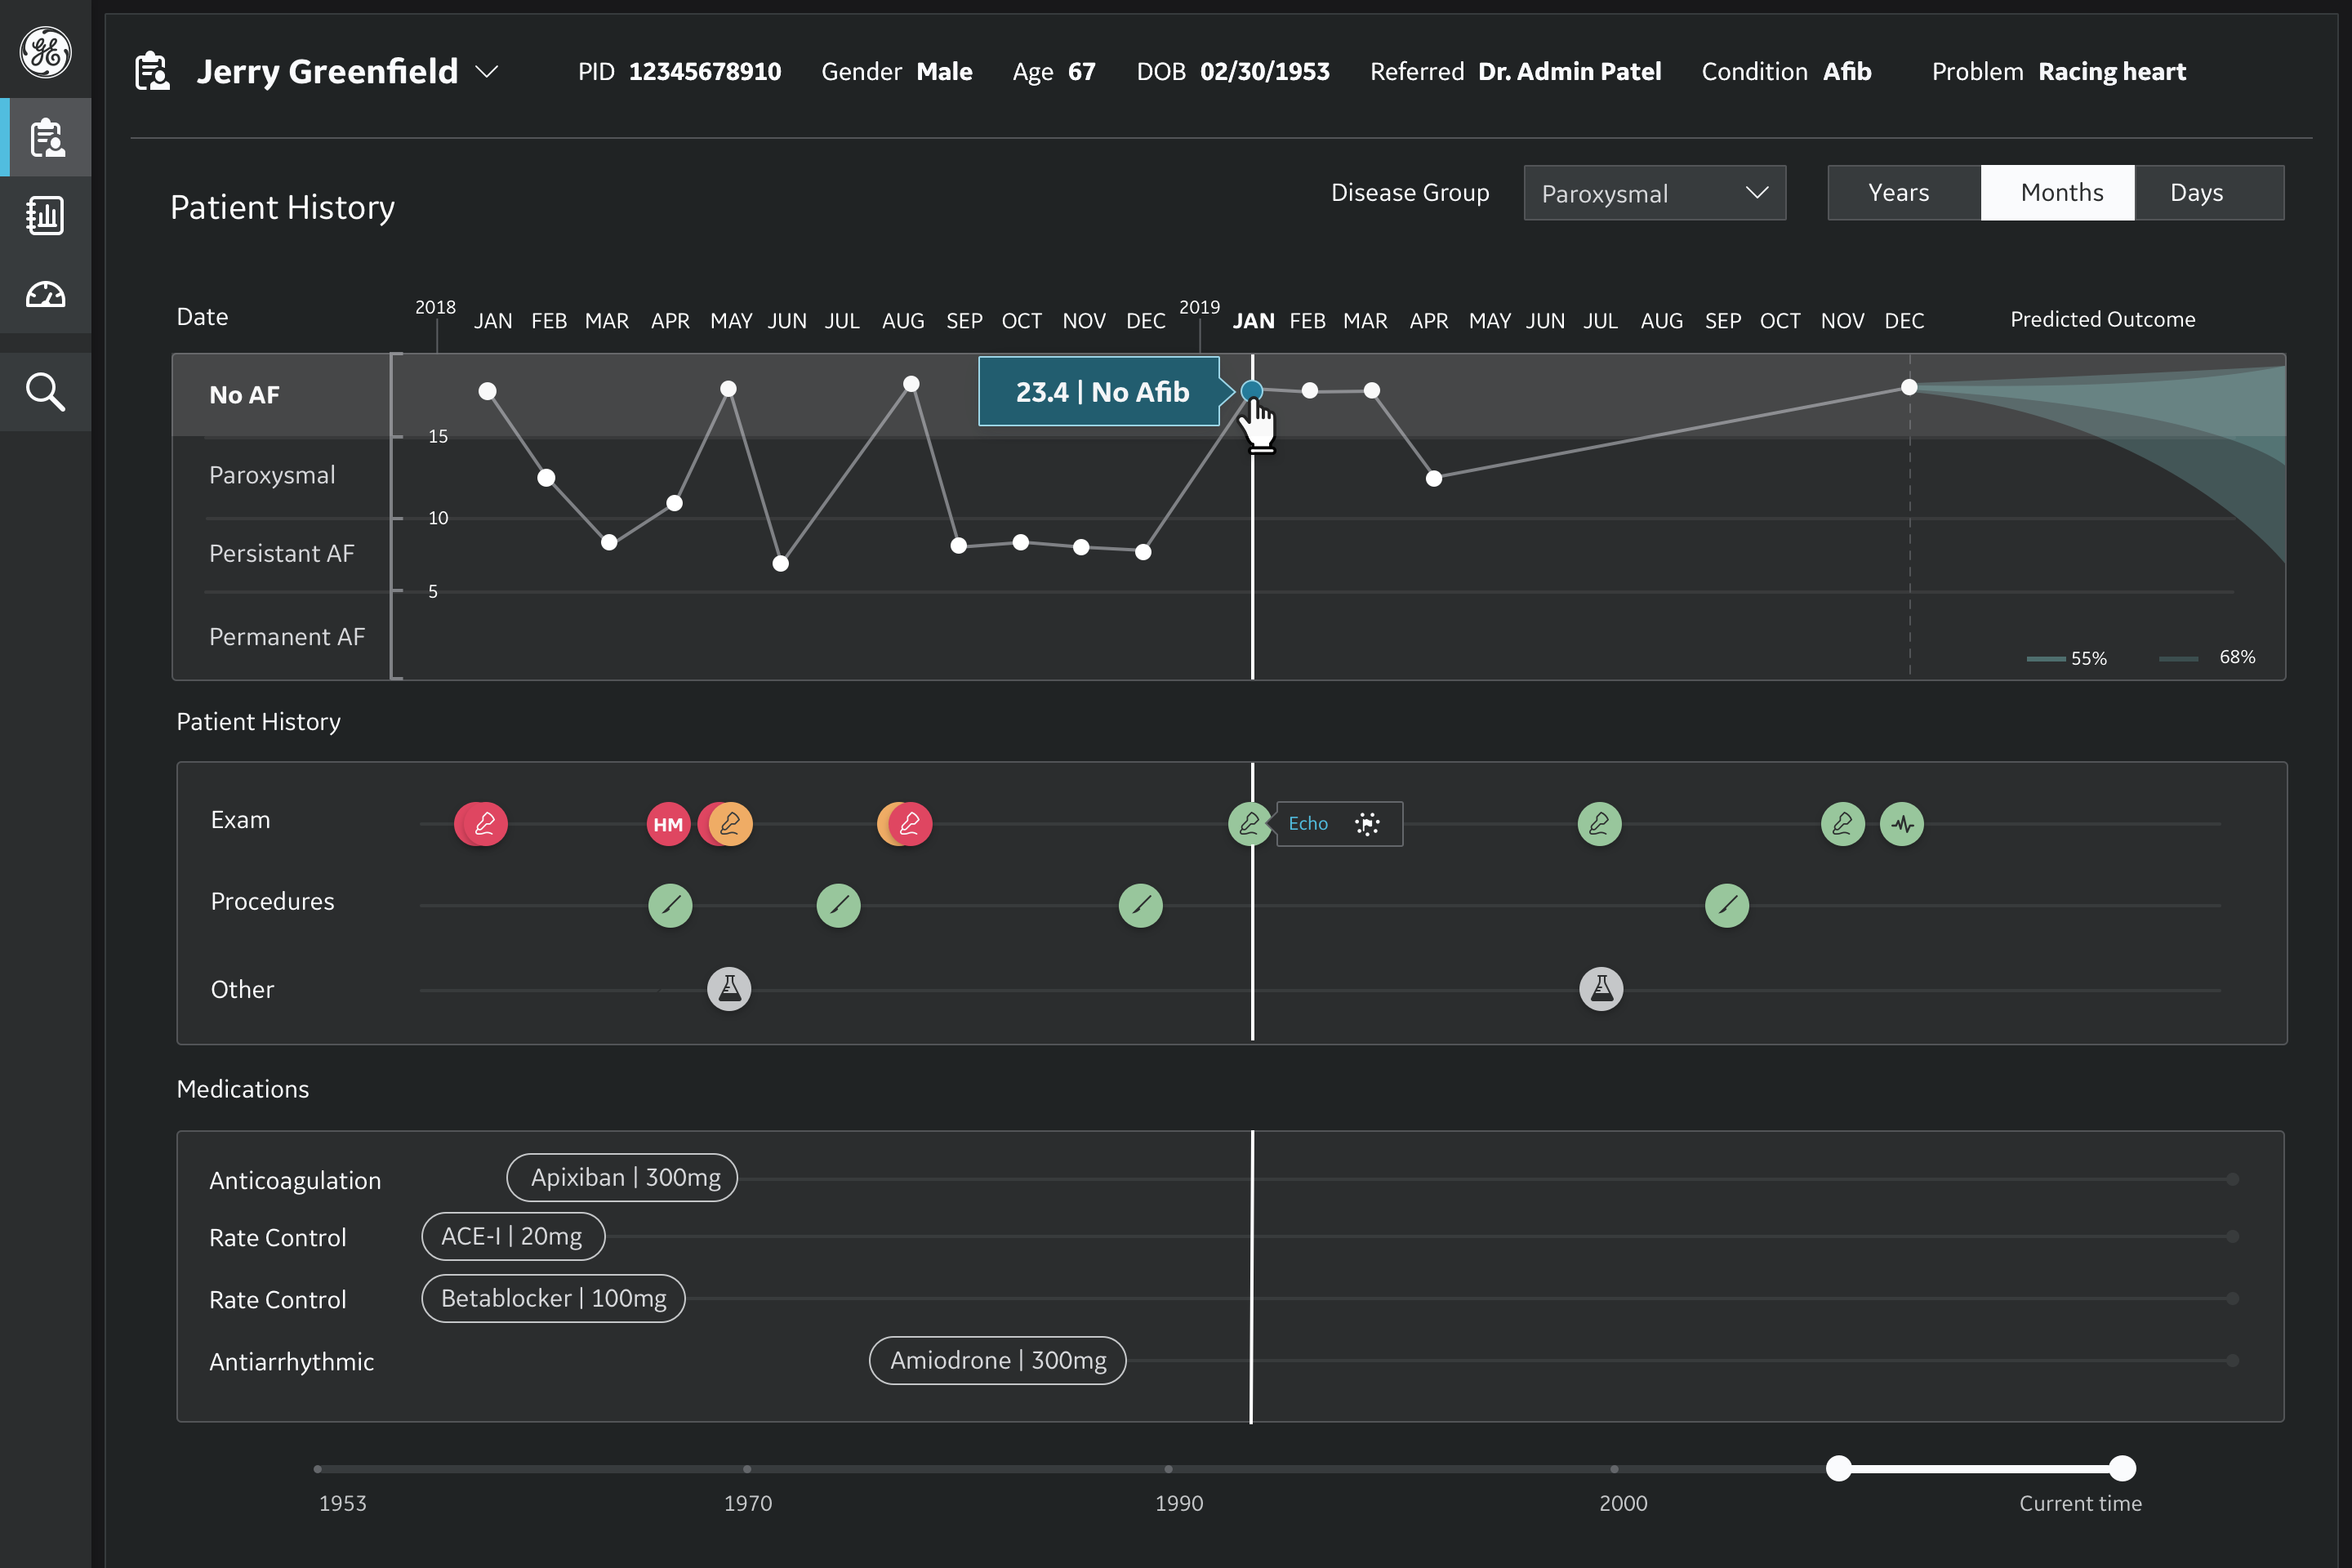 GE
Jerry Greenfield PID 12345678910 Gender Male Age 67 DOB 02/30/1953 Referred Dr. Admin Patel Condition Afib Problem Racing heart
Patient History
Disease Group Paroxysmal Years Months Days
Date 2018 JAN FEB MAR APR MAY JUN JUL AUG SEP OCT NOV DEC 2019 JAN FEB MAR APR MAY JUN JUL AUG SEP OCT NOV DEC Predicted Outcome
No AF
23.4 | No Afib
15
Paroxysmal
10
Persistant AF
5
Permanent AF
55% 68%
Patient History
Exam HM Echo
Procedures
Other
Medications
Anticoagulation Apixiban | 300mg
Rate Control ACE-I | 20mg
Rate Control Betablocker | 100mg
Antiarrhythmic Amiodrone | 300mg
1953 1970 1990 2000 Current time